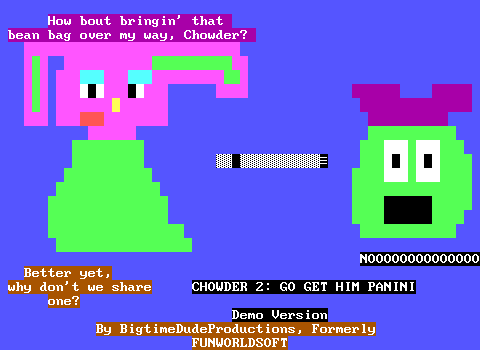 How bout bringin' that
bean bag over my way, Chowder?
NOOOOOOOOOOOOOO
Better yet,
why don't we share
one?
CHOWDER 2: GO GET HIM PANINI
Demo Version
By BigtimeDudeProductions, Formerly
FUNWORLDSOFT